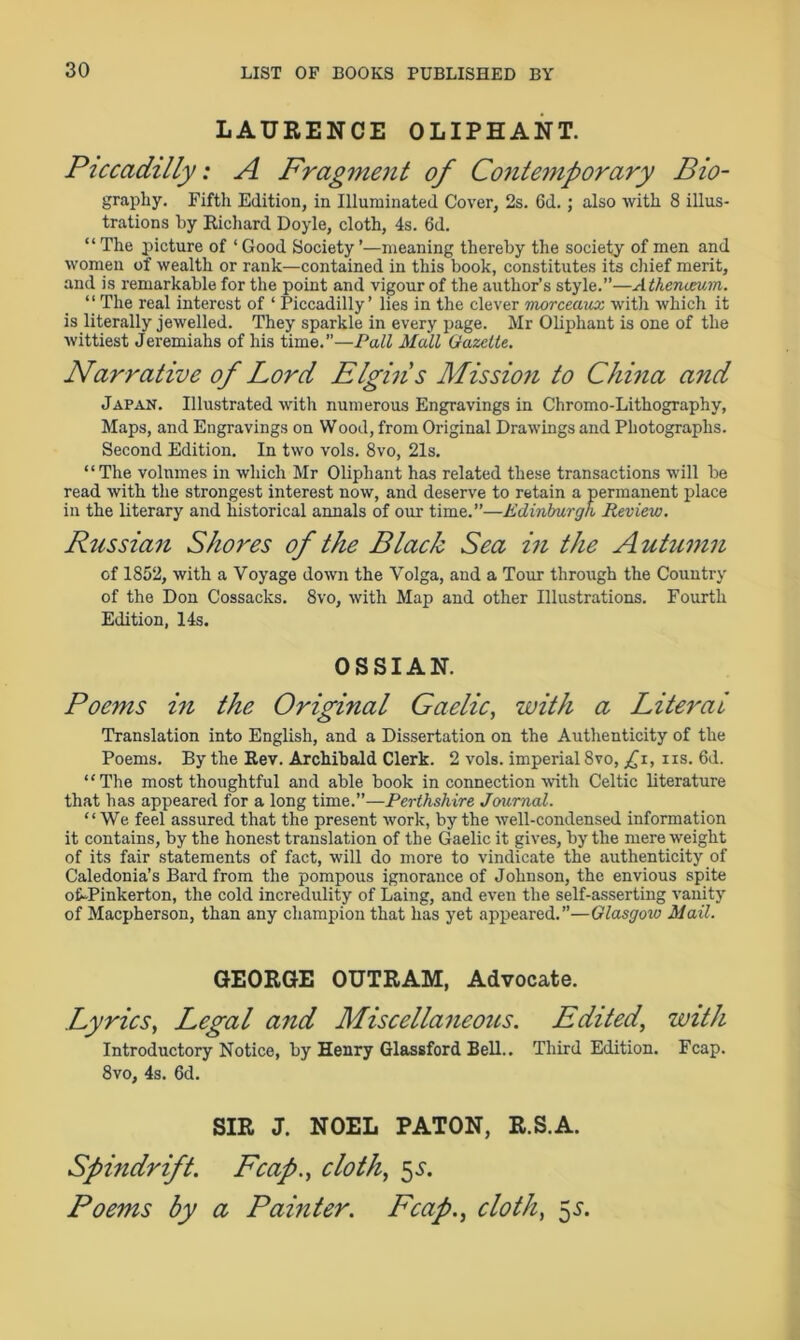 30
LIST OF BOOKS PUBLISHED BY
LAURENCE OLIPHANT.
Piccadilly: A Fragment of Contemporary Bio-
graphy. Fifth Edition, in Illuminated Cover, 2s. 6d.; also with 8 illus-
trations by Richard Doyle, cloth, 4s. 6d.
“The picture of ‘Good Society’—meaning thereby the society of men and
women of wealth or rank—contained in this book, constitutes its chief merit,
and is remarkable for the point and vigour of the author’s style.”—Athenæum.
“The real interest of ‘Piccadilly’ lies in the clever morceaux with which it
is literally jewelled. They sparkle in every page. Mr Oliphant is one of the
wittiest Jeremiahs of his time.”—Pall Mall Gazette.
Narrative of Lord Elgin’s Mission to China and
Japan. Illustrated with numerous Engravings in Chromo-Lithography,
Maps, and Engravings on Wood, from Original Drawings and Photographs.
Second Edition. In two vols. 8vo, 21s.
“The volumes in which Mr Oliphant has related these transactions will be
read with the strongest interest now, and deserve to retain a permanent place
in the literary and historical annals of our time.”—Edinburgh Review.
Russian Shores of the Black Sea in the Autumn
of 1852, with a Voyage down the Volga, and a Tour through the Country
of the Don Cossacks. 8vo, with Map and other Illustrations. Fourth
Edition, 14s.
OSSIAN.
Poems in the Original Gaelic, with a Literal
Translation into English, and a Dissertation on the Authenticity of the
Poems. By the Rev. Archibald Clerk. 2 vols. imperial 8vo, £1, 11s. 6d.
“The most thoughtful and able book in connection with Celtic literature
that has appeared for a long time.”—Perthshire Journal.
“We feel assured that the present work, by the well-condensed information
it contains, by the honest translation of the Gaelic it gives, by the mere weight
of its fair statements of fact, will do more to vindicate the authenticity of
Caledonia’s Bard from the pompous ignorance of Johnson, the envious spite
of Pinkerton, the cold incredulity of Laing, and even the self-asserting vanity
of Macpherson, than any champion that has yet appeared.”—Glasgow Mail.
GEORGE OUTRAM, Advocate.
Lyrics, Legal and Miscellaneous. Edited, with
Introductory Notice, by Henry Glassford Bell.. Third Edition. Fcap.
8vo, 4s. 6d.
SIR J. NOEL PATON, R.S.A.
Spindrift. Fcap., cloth, 5s.
Poems by a Painter. Fcap., cloth, 5s.